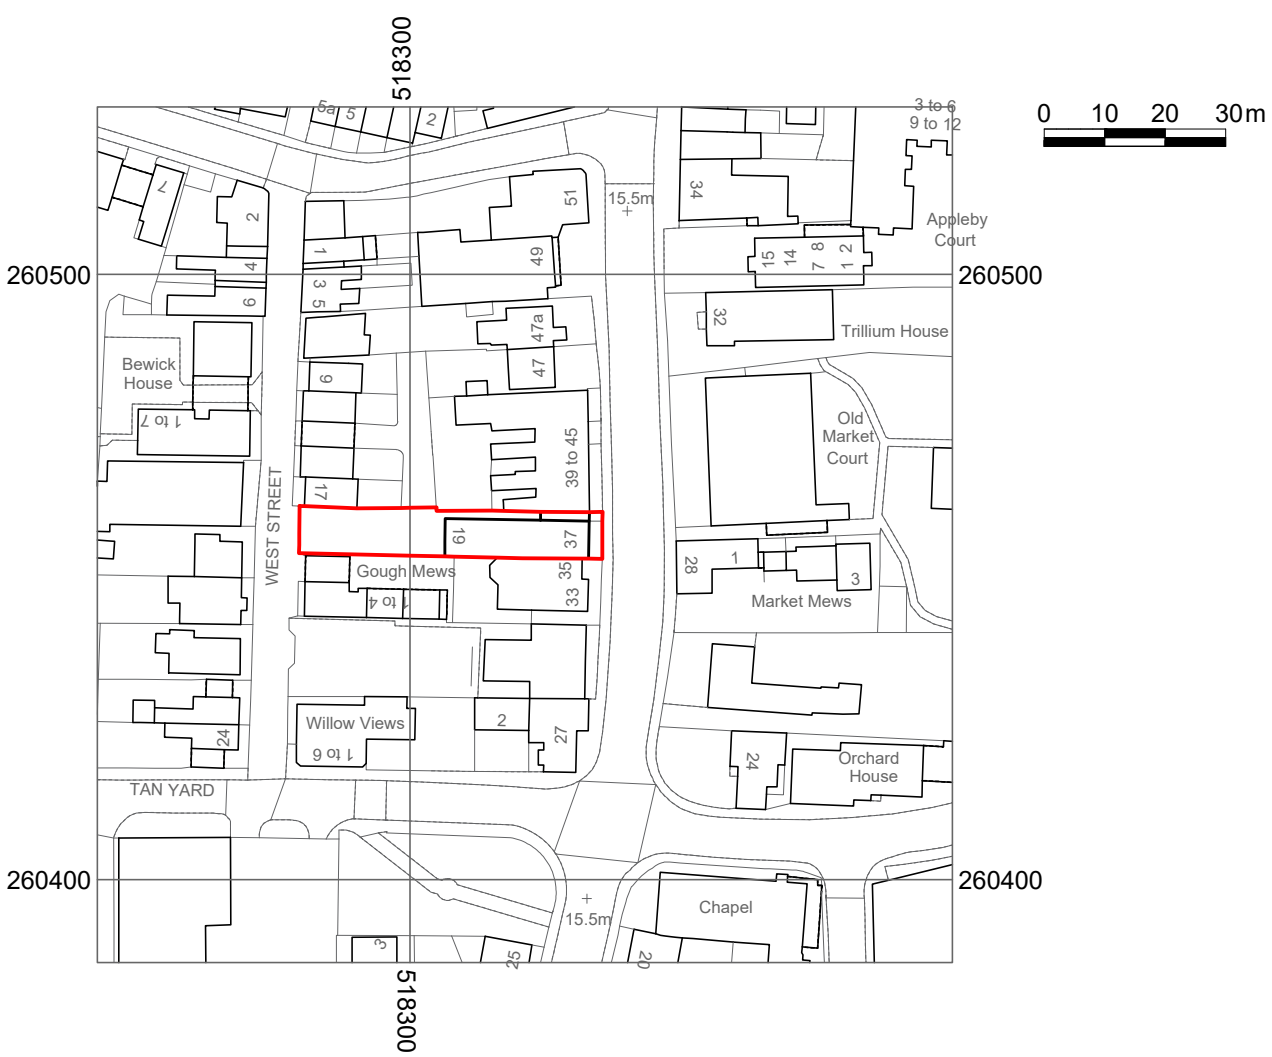 518300
0 10 20 30m
3 to 6
9 to 12
5a 5 2
7
2
51
15.5m
34
Appleby
Court
1
49
15 14 8 7 2 1
4
260500
260500
3
5
6
47a
32
Trillium House
Bewick
House
9
47
1 to 7
39 to 45
Old
Market
Court
17
WEST STREET
19
37
Gough Mews
35
28
1
3
1 to 4
33
Market Mews
Willow Views
2
24
27
1 to 6
24
Orchard
House
TAN YARD
260400
260400
15.5m
Chapel
3
25
20
518300